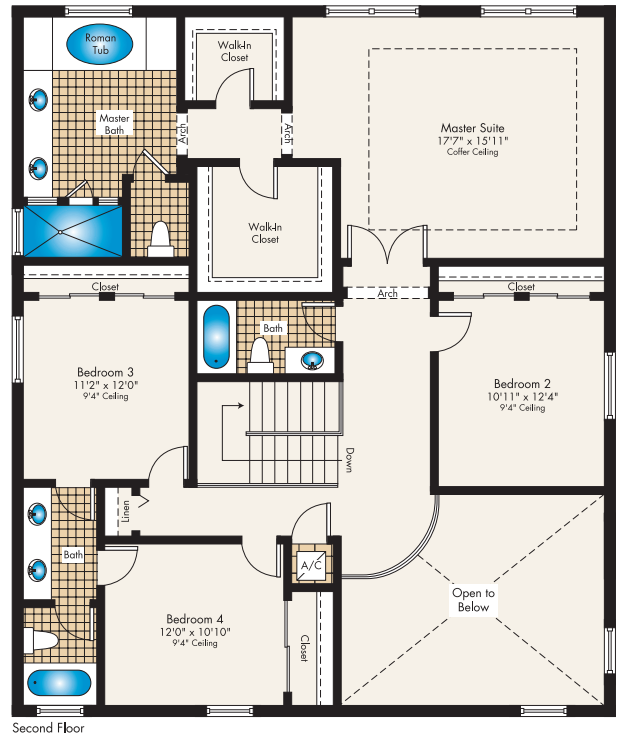 Roman
Tub
Walk-In
Closet
Master
Bath
Arch
Arch
Master Suite
17'7" x 15'11"
Coffer Ceiling
Walk-In
Closet
Closet
Arch
Closet
Bath
Bedroom 3
11'2" x 12'0"
9'4" Ceiling
Bedroom 2
10'11" x 12'4"
9'4" Ceiling
Down
Linen
Bath
A/C
Open to
Below
Bedroom 4
12'0" x 10'10"
9'4" Ceiling
Closet
Second Floor